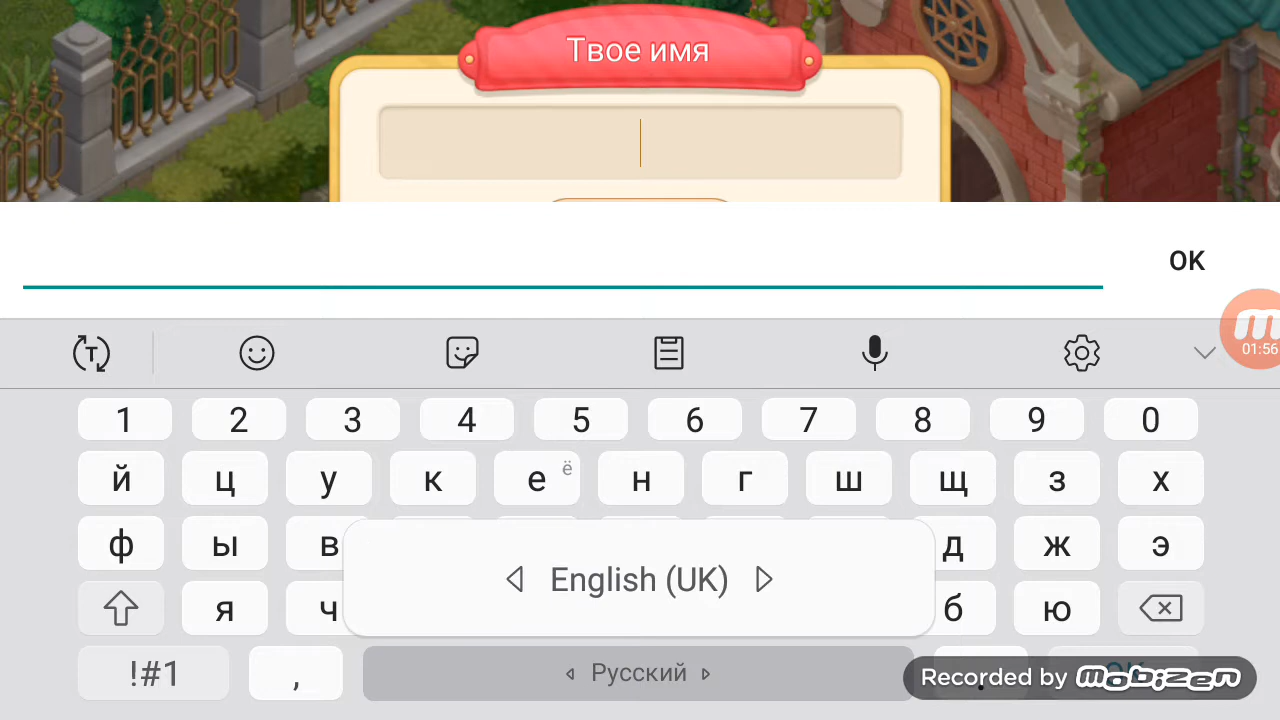 Твое имя
OK
01:56
1 2 3 4 5 6 7 8 9 0
й ц у к е ё н г ш щ з х
ф ы в д ж э
English (UK)
я ч б ю
!#1 , Русский .
Recorded by mobizen